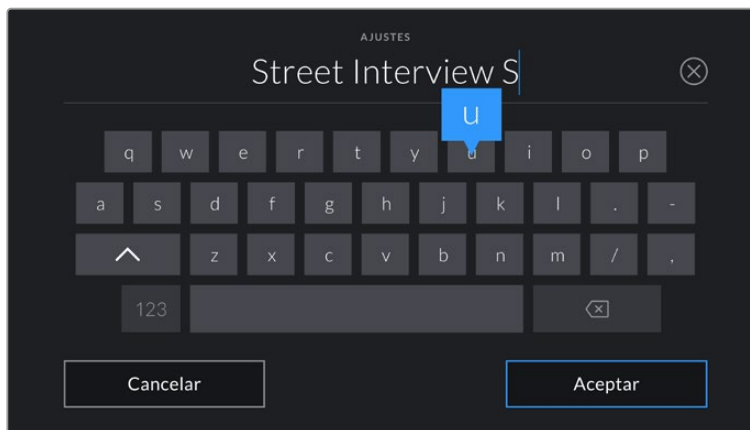 AJUSTES
Street Interview S
u
q w e r t y u i o p
a s d f g h j k l . -
z x c v b n m / ,
123
Cancelar Aceptar